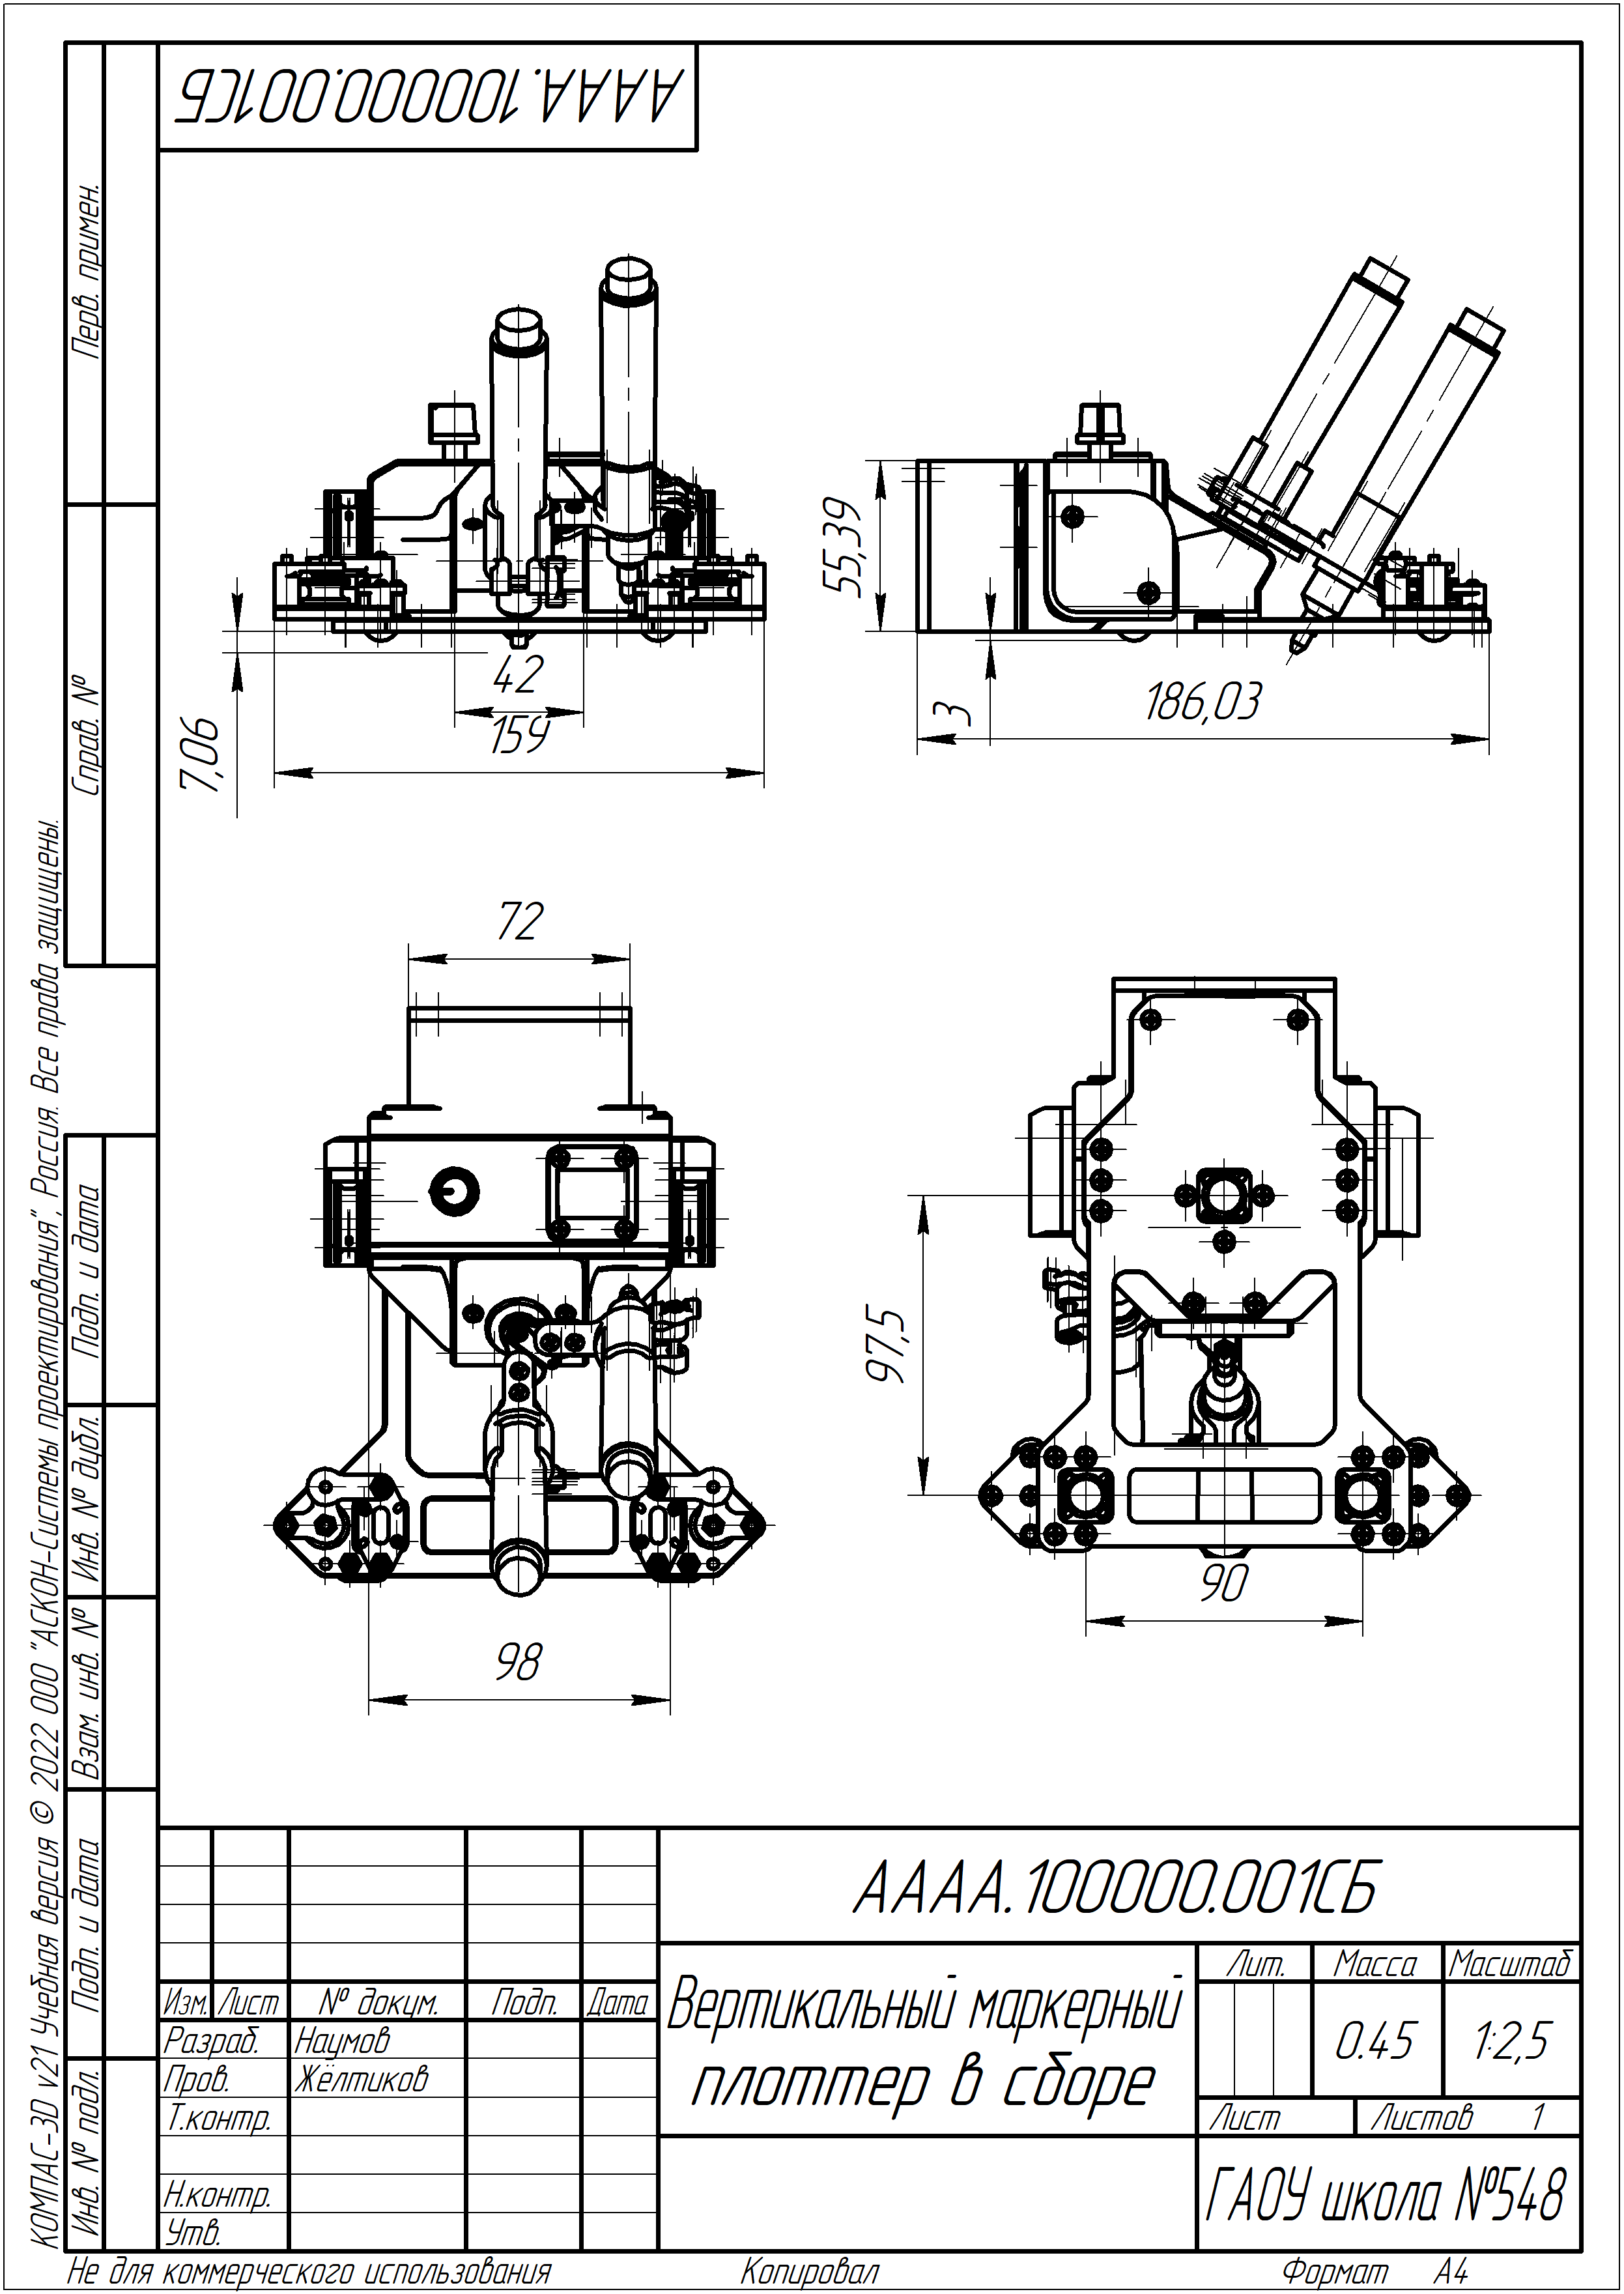 АААА.100000.001СБ
Перв. примен.
Справ. №
Подп. и дата
Инв. № дубл.
Взам. инв. №
Подп. и дата
Инв. № подл.
КОМПАС-3D v21 Учебная версия © 2022 ООО "АСКОН-Системы проектирования", Россия. Все права защищены.
7,06
42
159
55,39
3
186,03
72
98
97,5
90
АААА.100000.001СБ
Изм. Лист № докум. Подп. Дата
Разраб. Наумов
Пров. Жёлтиков
Т.контр.
Н.контр.
Утв.
Вертикальный маркерный
плоттер в сборе
Лит. Масса Масштаб
0.45 1:2,5
Лист Листов 1
ГАОУ школа №548
Не для коммерческого использования Копировал Формат А4